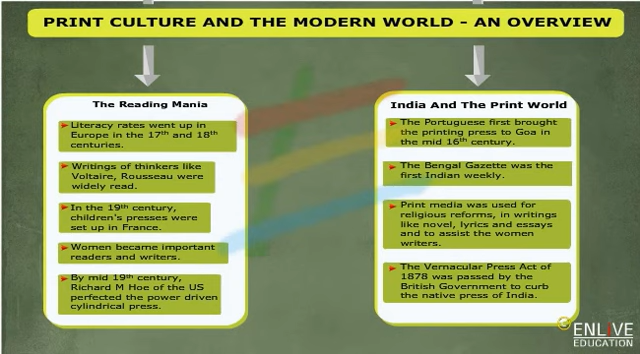 PRINT CULTURE AND THE MODERN WORLD - AN OVERVIEW
The Reading Mania
Literacy rates went up in
Europe in the 17th and 18th
centuries.
Writings of thinkers like
Voltaire, Rousseau were
widely read.
In the 19th century,
children's presses were
set up in France.
Women became important
readers and writers.
By mid 19th century,
Richard M Hoe of the US
perfected the power driven
cylindrical press.
India And The Print World
The Portuguese first brought
the printing press to Goa in
the mid 16th century.
The Bengal Gazette was the
first Indian weekly.
Print media was used for
religious reforms, in writings
like novel, lyrics and essays
and to assist the women
writers.
The Vernacular Press Act of
1878 was passed by the
British Government to curb
the native press of India.
ENLIVE
EDUCATION